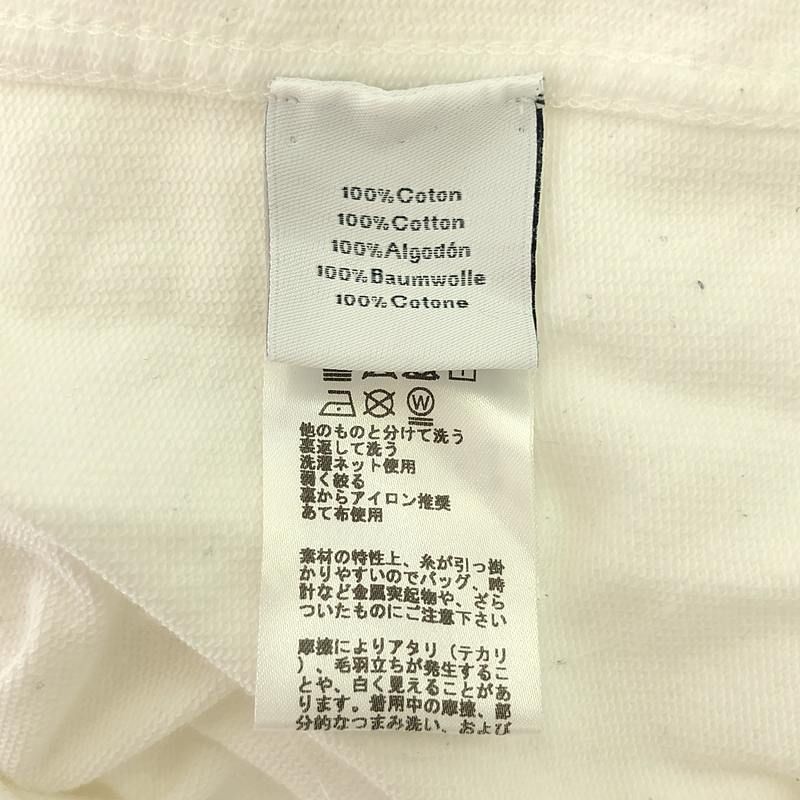 100%Coton
100%Cotton
100%Algodón
100%Baumwolle
100%Cotone
W
他のものと分けて洗う
裏返して洗う
洗濯ネット使用
弱く絞る
裏からアイロン推奨
あて布使用
素材の特性上、糸が引っ掛
かりやすいのでバッグ、時
計など金属突起物や、ざら
ついたものにご注意下さい
摩擦によりアタリ（テカリ
）、毛羽立ちが発生するこ
とや、白く見えることがあ
ります。着用中の摩擦、部
分的なつまみ洗い、および